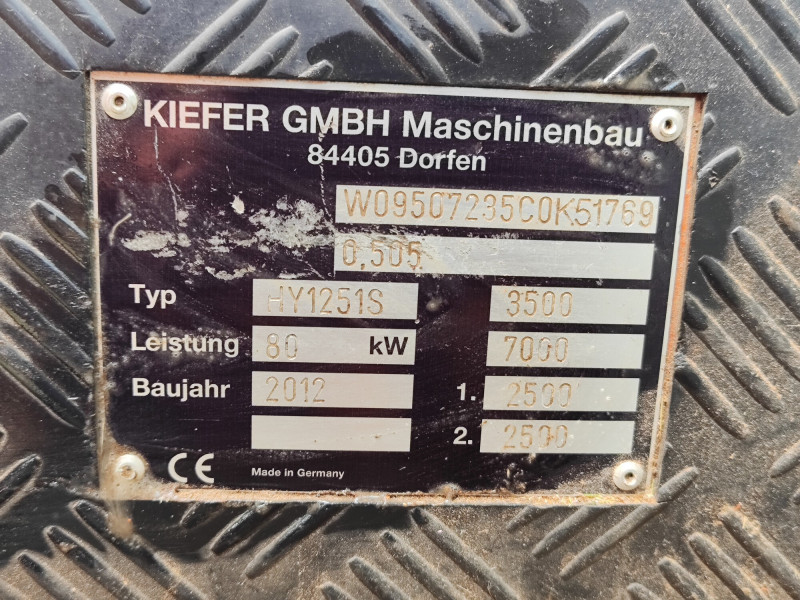 KIEFER GMBH Maschinenbau
84405 Dorfen
W09507235C0K51769
0,505
Typ HY1251S 3500
Leistung 80 kW 7000
Baujahr 2012 1. 2500
2. 2500
CE Made in Germany